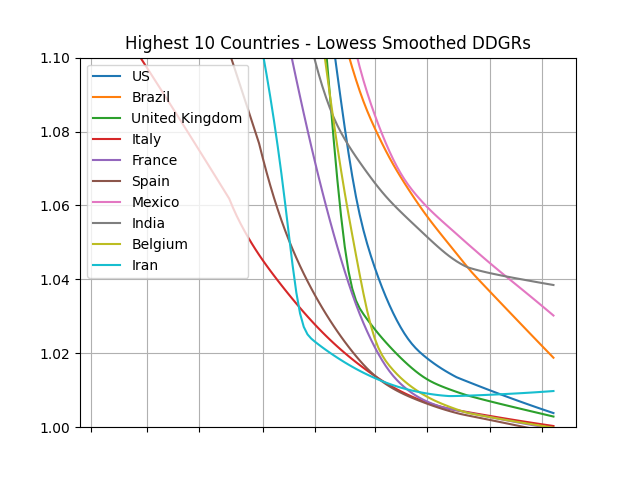 Highest 10 Countries - Lowess Smoothed DDGRs
1.10
1.08
1.06
1.04
1.02
1.00
US
Brazil
United Kingdom
Italy
France
Spain
Mexico
India
Belgium
Iran